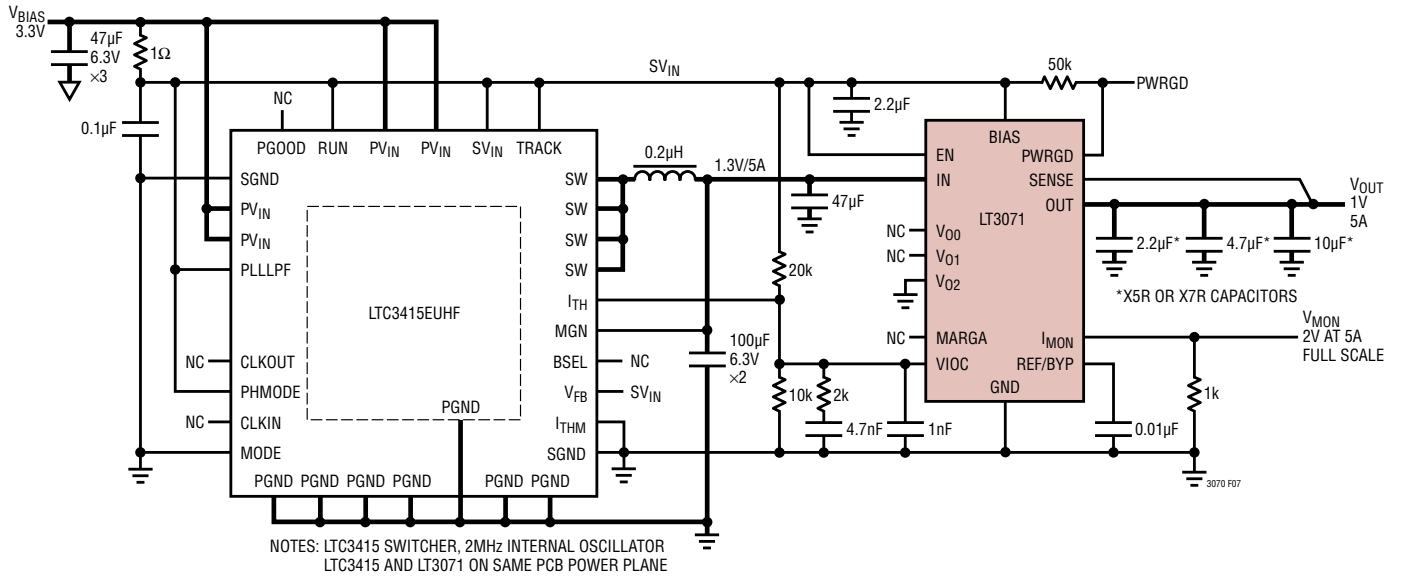 VBIAS
3.3V
47µF
6.3V
×3
1Ω
0.1µF
NC
PGOOD RUN PVIN PVIN SVIN TRACK
SGND
PVIN
PVIN
PLLLPF
NC CLKOUT
PHMODE
NC CLKIN
MODE
LTC3415EUHF
PGND
PGND PGND PGND PGND PGND PGND
SW
SW
SW
SW
ITH
MGN
BSEL NC
VFB SVIN
ITHM
SGND
0.2µH
1.3V/5A
SVIN
100µF
6.3V
×2
47µF
2.2µF
20k
10k
2k
4.7nF
1nF
50k
PWRGD
BIAS
EN
PWRGD
IN
SENSE
OUT
LT3071
NC VO0
NC VO1
VO2
NC MARGA
IMON
VIOC
REF/BYP
GND
VOUT
1V
5A
2.2µF* 4.7µF* 10µF*
*X5R OR X7R CAPACITORS
VMON
2V AT 5A
FULL SCALE
1k
0.01µF
3070 F07
NOTES: LTC3415 SWITCHER, 2MHz INTERNAL OSCILLATOR
LTC3415 AND LT3071 ON SAME PCB POWER PLANE